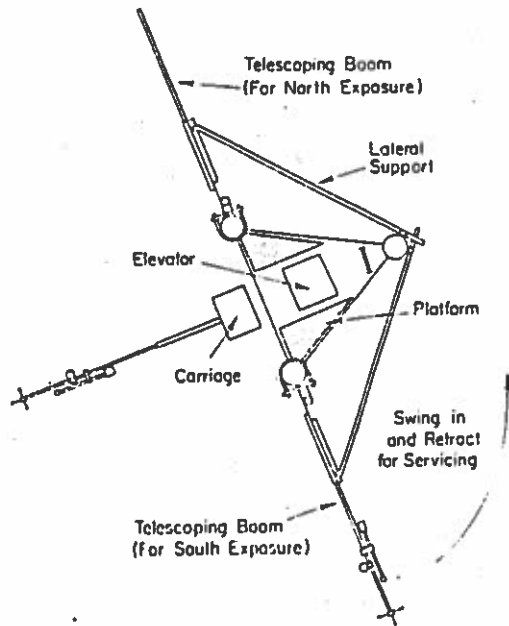 Telescoping Boom
(For North Exposure)
Lateral
Support
Elevator
Platform
Carriage
Swing in
and Retract
for Servicing
Telescoping Boom
(For South Exposure)